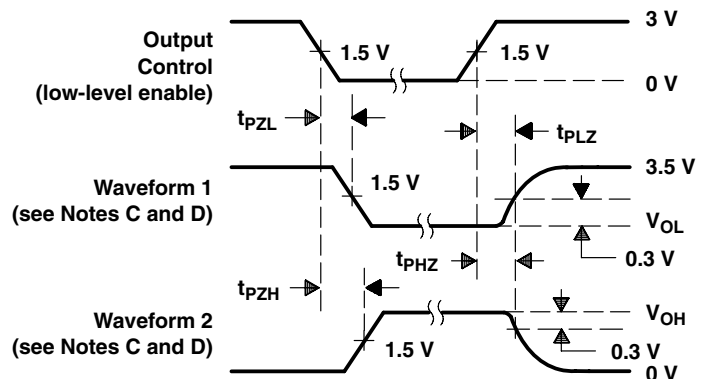 3 V
Output
Control
(low-level enable)
1.5 V
1.5 V
0 V
tPZL
tPLZ
3.5 V
Waveform 1
(see Notes C and D)
1.5 V
VOL
0.3 V
tPHZ
tPZH
VOH
Waveform 2
(see Notes C and D)
1.5 V
0.3 V
0 V